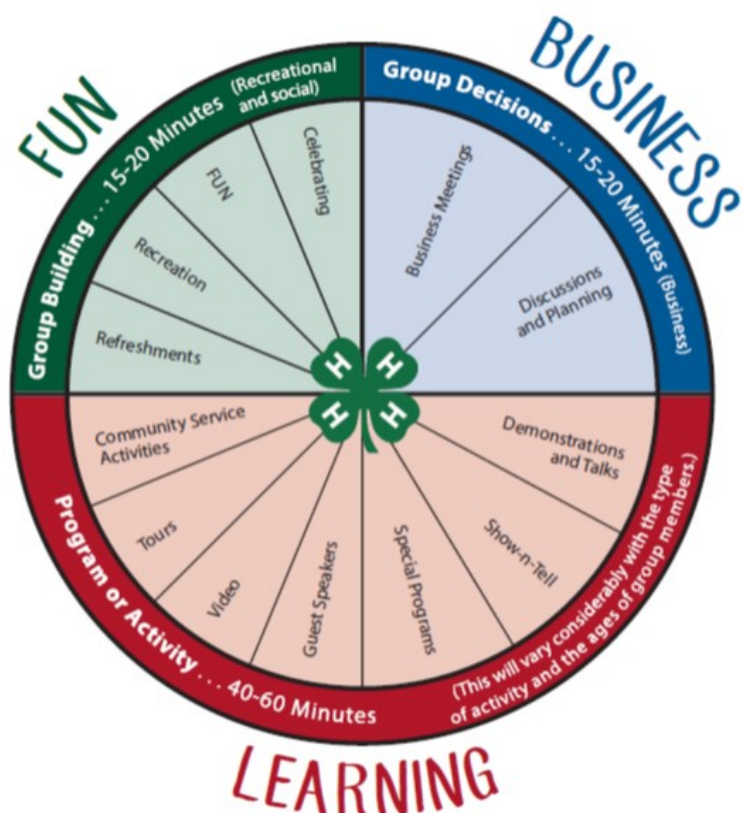 FUN
BUSINESS
Group Building . . . 15-20 Minutes
(Recreational
and social)
Group Decisions . . . 15-20 Minutes (Business)
Celebrating
FUN
Recreation
Refreshments
Business Meetings
Discussions
and Planning
H H
H H
Community Service
Activities
Tours
Video
Guest Speakers
Special Programs
Show-n-Tell
Demonstrations
and Talks
Program or Activity . . . 40-60 Minutes
(This will vary considerably with the type
of activity and the ages of group members.)
LEARNING